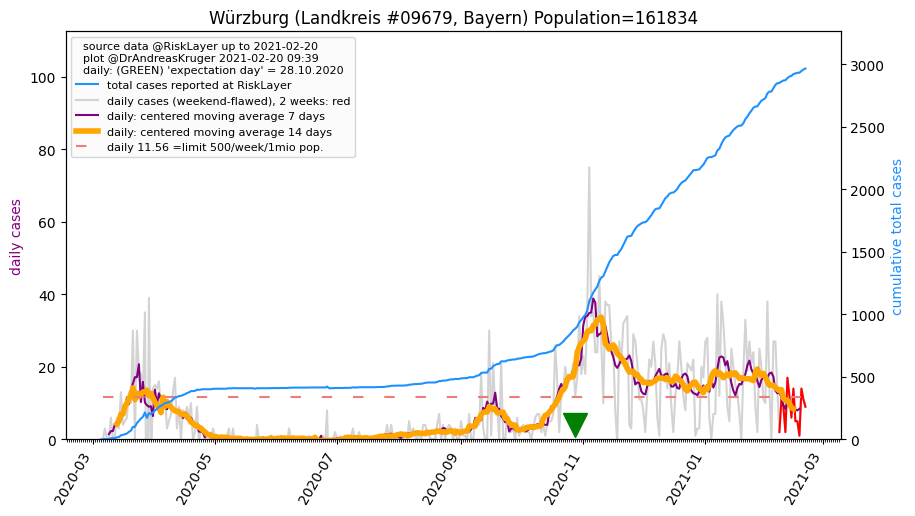 Würzburg (Landkreis #09679, Bayern) Population=161834
source data @RiskLayer up to 2021-02-20
plot @DrAndreasKruger 2021-02-20 09:39
daily: (GREEN) 'expectation day' = 28.10.2020
total cases reported at RiskLayer
daily cases (weekend-flawed), 2 weeks: red
daily: centered moving average 7 days
daily: centered moving average 14 days
daily 11.56 =limit 500/week/1mio pop.
daily cases
100
80
60
40
20
0
cumulative total cases
3000
2500
2000
1500
1000
500
0
2020-03
2020-05
2020-07
2020-09
2020-11
2021-01
2021-03